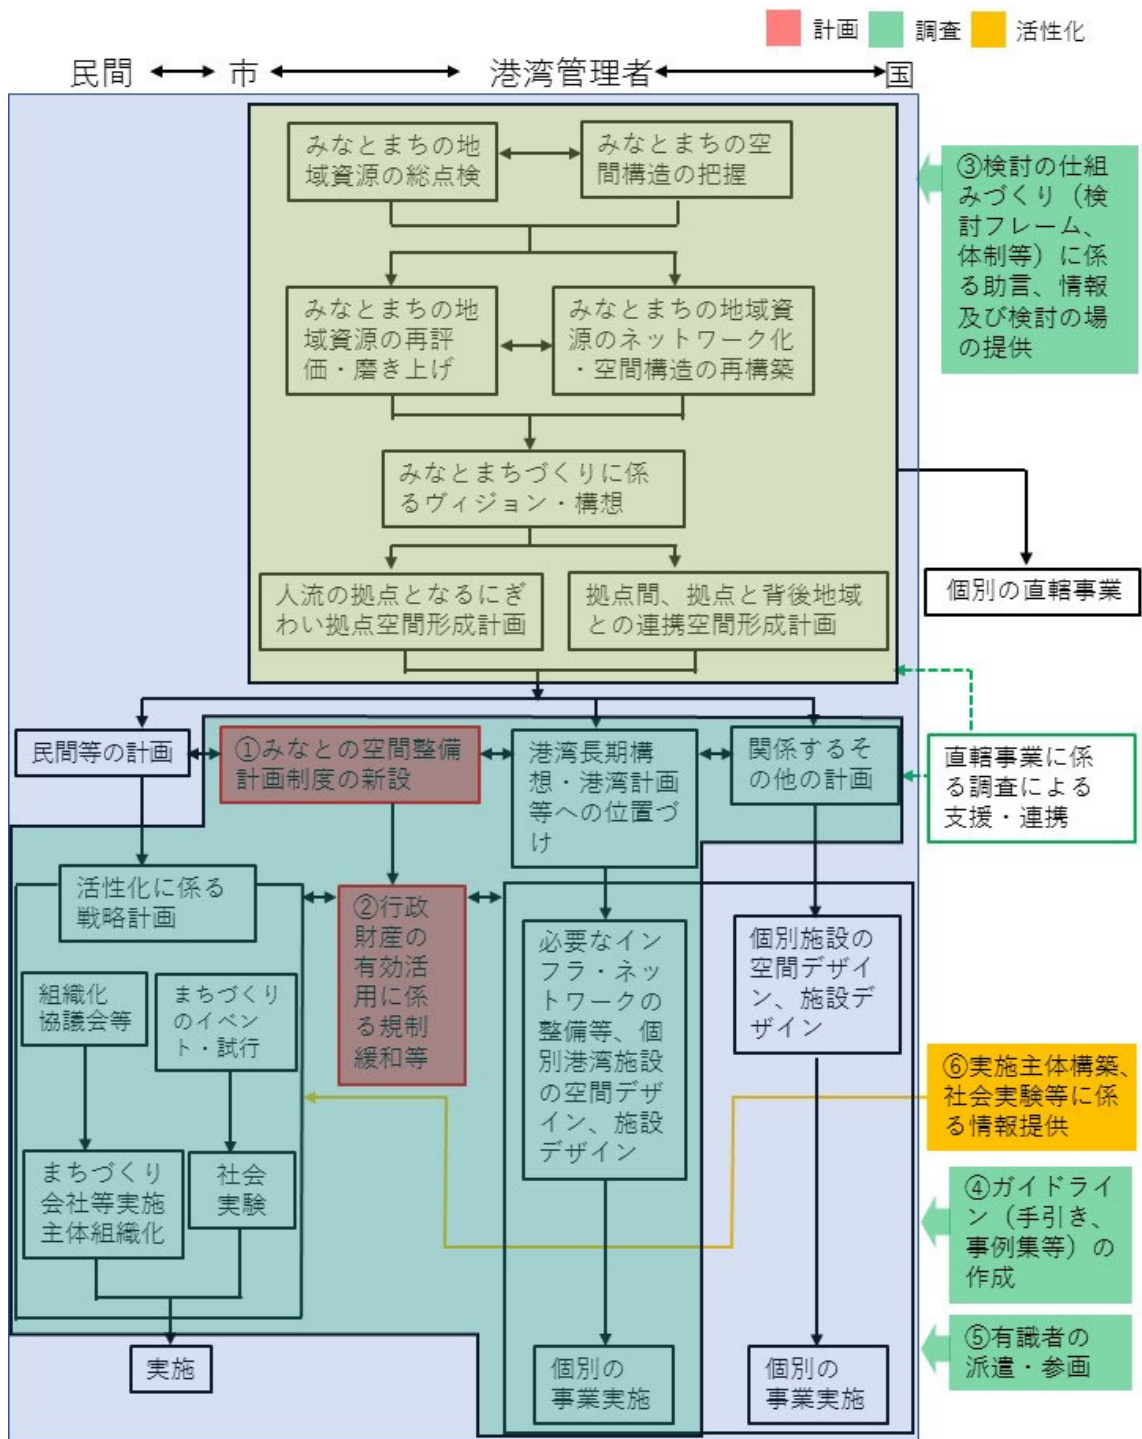 計画
調査
活性化
民間
市
港湾管理者
国
みなとまちの地
域資源の総点検
みなとまちの空
間構造の把握
③検討の仕組
みづくり（検
討フレーム、
体制等）に係
る助言、情報
及び検討の場
の提供
みなとまちの地
域資源の再評
価・磨き上げ
みなとまちの地域資
源のネットワーク化
・空間構造の再構築
みなとまちづくりに係
るヴィジョン・構想
人流の拠点となるにぎ
わい拠点空間形成計画
拠点間、拠点と背後地域
との連携空間形成計画
個別の直轄事業
民間等の計画
①みなとの空間整備
計画制度の新設
港湾長期構
想・港湾計画
等への位置づ
け
関係するそ
の他の計画
直轄事業に係
る調査による
支援・連携
活性化に係る
戦略計画
②行政
財産の
有効活
用に係
る規制
緩和等
組織化
協議会等
まちづくり
のイベン
ト・試行
必要なイン
フラ・ネッ
トワークの
整備等、個
別港湾施設
の空間デザ
イン、施設
デザイン
個別施設の
空間デザイ
ン、施設デ
ザイン
⑥実施主体構築、
社会実験等に係
る情報提供
まちづくり
会社等実施
主体組織化
社会
実験
④ガイドライ
ン（手引き、
事例集等）の
作成
⑤有識者の
派遣・参画
実施
個別の
事業実施
個別の
事業実施